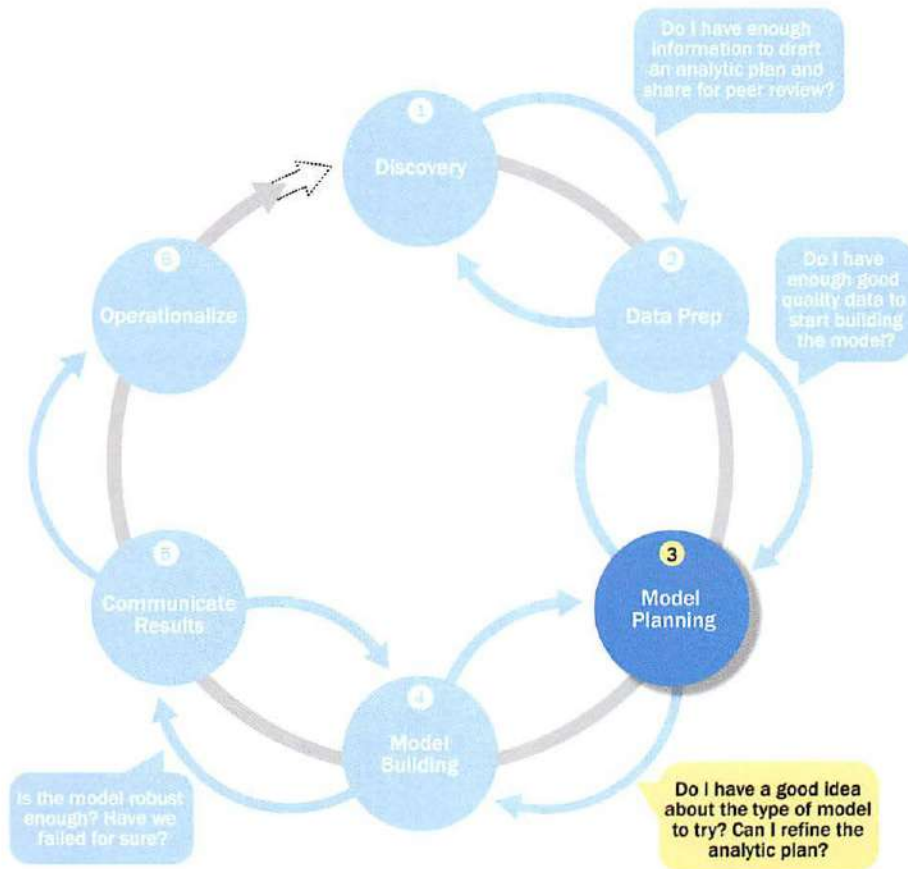 Do I have enough
information to draft
an analytic plan and
share for peer review?
1
Discovery
2
Data Prep
Do I have
enough good
quality data to
start building
the model?
6
Operationalize
3
Model
Planning
5
Communicate
Results
4
Model
Building
Is the model robust
enough? Have we
failed for sure?
Do I have a good idea
about the type of model
to try? Can I refine the
analytic plan?